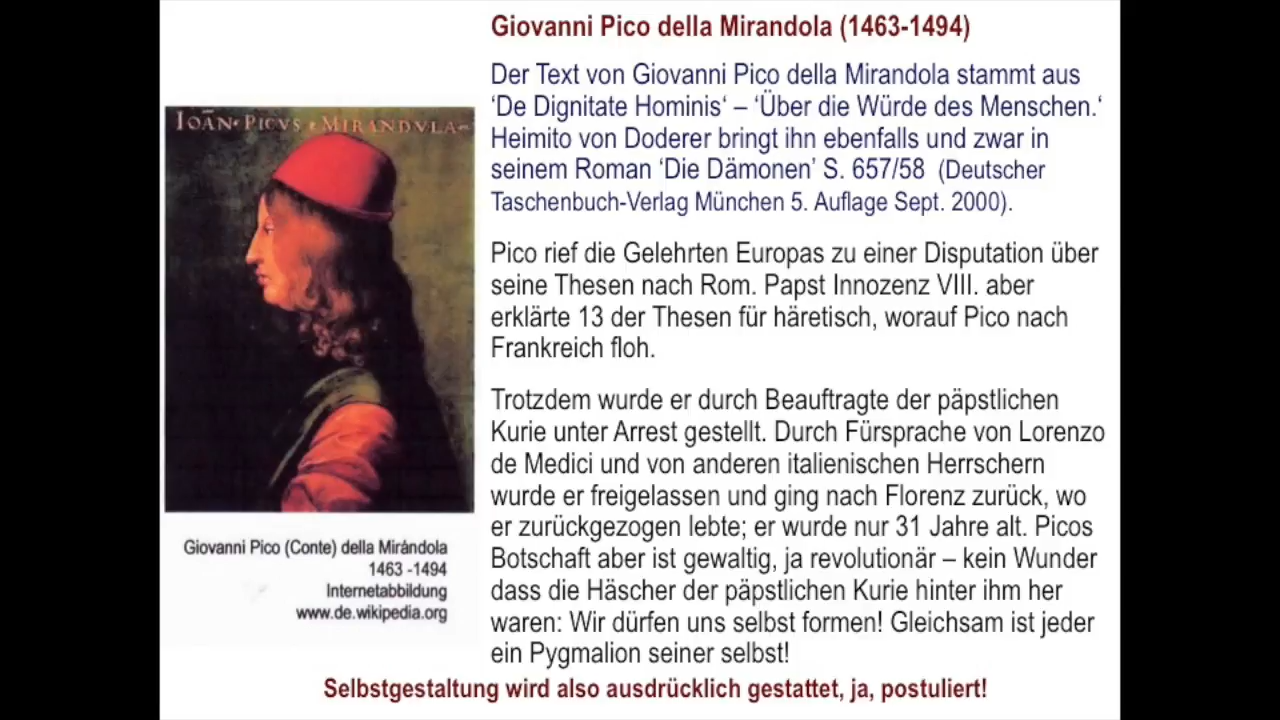 Giovanni Pico della Mirandola (1463-1494)
Der Text von Giovanni Pico della Mirandola stammt aus
‘De Dignitate Hominis‘ – ‘Über die Würde des Menschen.‘
Heimito von Doderer bringt ihn ebenfalls und zwar in
seinem Roman ‘Die Dämonen’ S. 657/58 (Deutscher
Taschenbuch-Verlag München 5. Auflage Sept. 2000).
Pico rief die Gelehrten Europas zu einer Disputation über
seine Thesen nach Rom. Papst Innozenz VIII. aber
erklärte 13 der Thesen für häretisch, worauf Pico nach
Frankreich floh.
Trotzdem wurde er durch Beauftragte der päpstlichen
Kurie unter Arrest gestellt. Durch Fürsprache von Lorenzo
de Medici und von anderen italienischen Herrschern
wurde er freigelassen und ging nach Florenz zurück, wo
er zurückgezogen lebte; er wurde nur 31 Jahre alt. Picos
Botschaft aber ist gewaltig, ja revolutionär – kein Wunder
dass die Häscher der päpstlichen Kurie hinter ihm her
waren: Wir dürfen uns selbst formen! Gleichsam ist jeder
ein Pygmalion seiner selbst!
IOAN• PICVS • MIRANDVLA
Giovanni Pico (Conte) della Mirándola
1463 -1494
Internetabbildung
www.de.wikipedia.org
Selbstgestaltung wird also ausdrücklich gestattet, ja, postuliert!